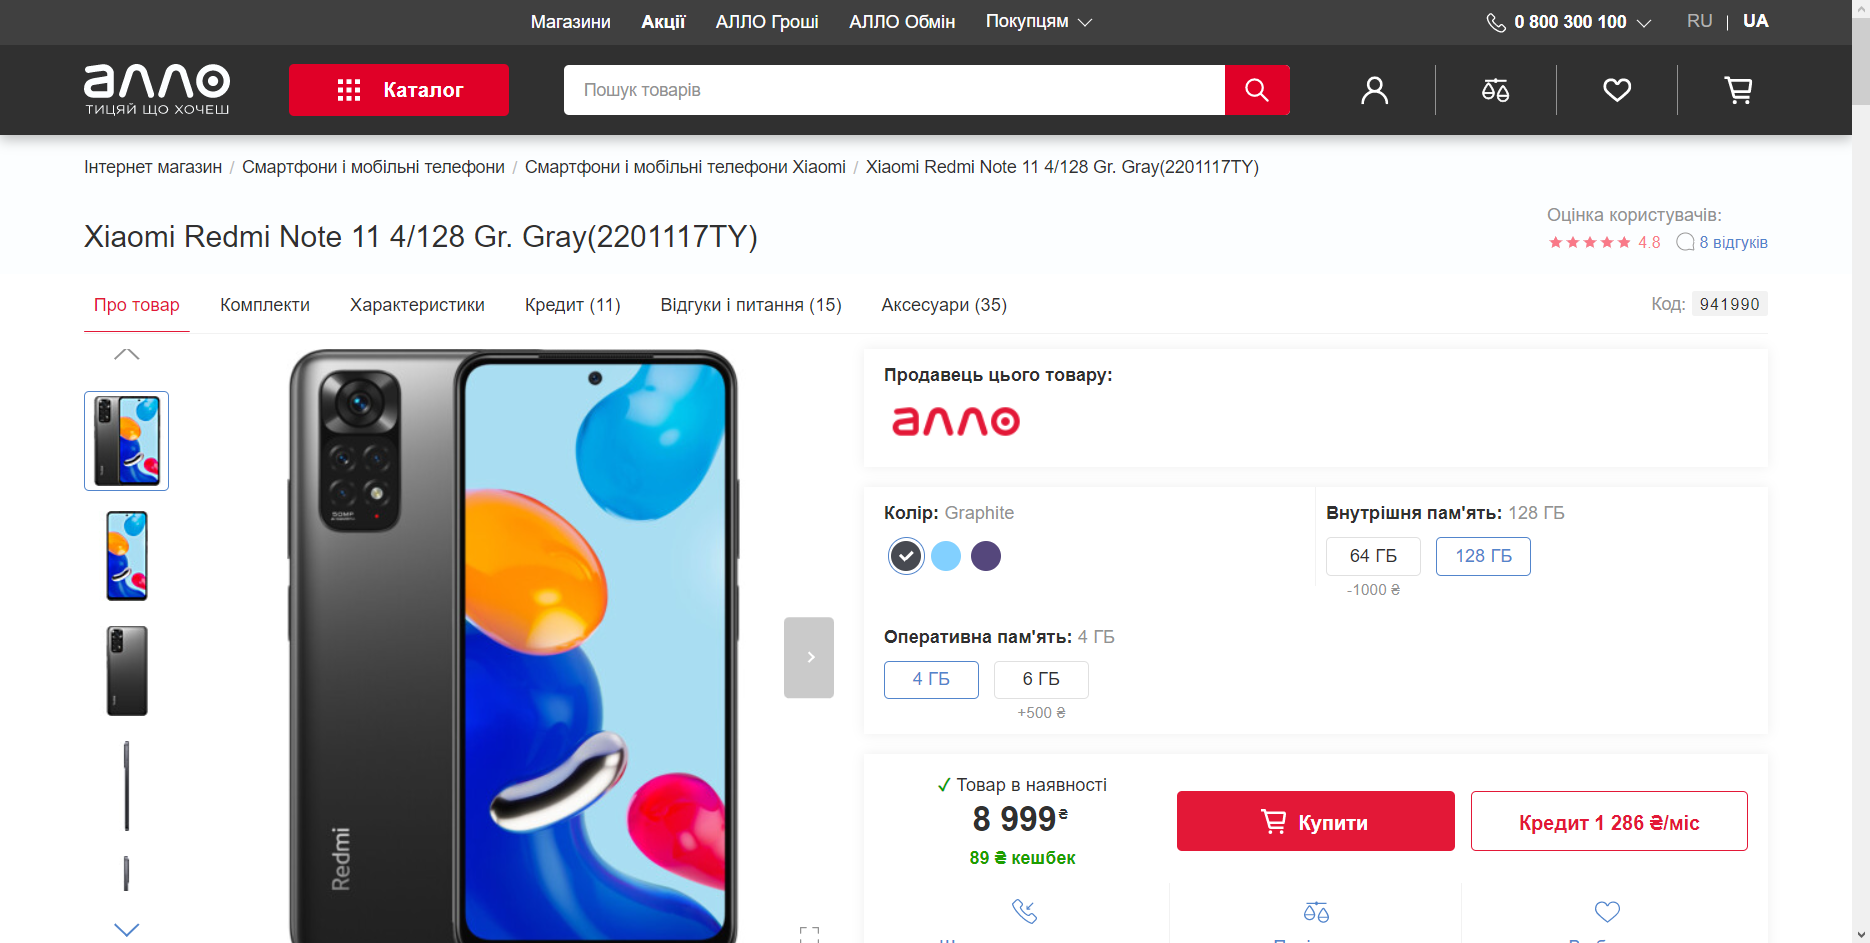 Магазини Акції АЛЛО Гроші АЛЛО Обмін Покупцям 0 800 300 100 RU | UA
алло
ТИЦЯЙ ЩО ХОЧЕШ
Каталог
Пошук товарів
Інтернет магазин / Смартфони і мобільні телефони / Смартфони і мобільні телефони Xiaomi / Xiaomi Redmi Note 11 4/128 Gr. Gray(2201117TY)
Xiaomi Redmi Note 11 4/128 Gr. Gray(2201117TY)
Оцінка користувачів:
4.8 8 відгуків
Про товар Комплекти Характеристики Кредит (11) Відгуки і питання (15) Аксесуари (35)
Код: 941990
50MP
Redmi
Продавець цього товару:
алло
Колір: Graphite
Внутрішня пам'ять: 128 ГБ
64 ГБ 128 ГБ
-1000 ₴
Оперативна пам'ять: 4 ГБ
4 ГБ 6 ГБ
+500 ₴
Товар в наявності
8 999₴
89 ₴ кешбек
Купити
Кредит 1 286 ₴/міс